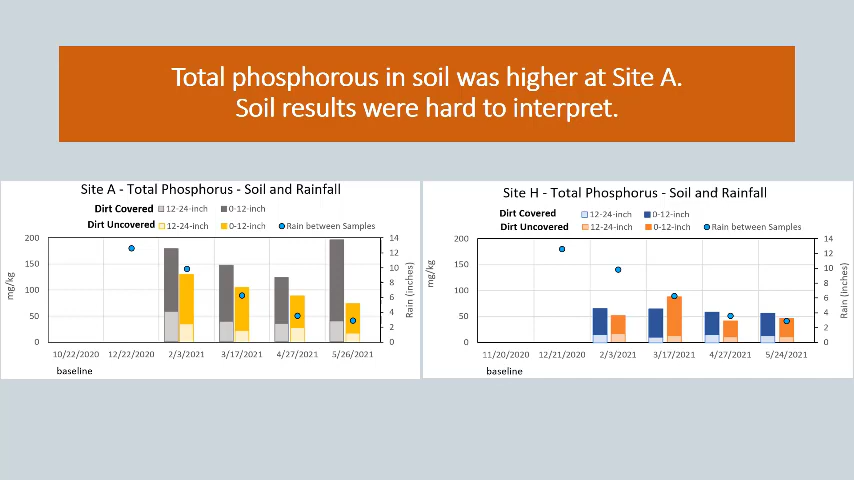 Total phosphorous in soil was higher at Site A.
Soil results were hard to interpret.
Site A - Total Phosphorus - Soil and Rainfall
Dirt Covered 12-24-inch 0-12-inch
Dirt Uncovered 12-24-inch 0-12-inch Rain between Samples
mg/kg
200
150
100
50
0
14
12
10
8
6
4
2
0
Rain (inches)
10/22/2020 12/22/2020 2/3/2021 3/17/2021 4/27/2021 5/26/2021
baseline
Site H - Total Phosphorus - Soil and Rainfall
Dirt Covered 12-24-inch 0-12-inch
Dirt Uncovered 12-24-inch 0-12-inch Rain between Samples
mg/kg
200
150
100
50
0
14
12
10
8
6
4
2
0
Rain (inches)
11/20/2020 12/21/2020 2/3/2021 3/17/2021 4/27/2021 5/24/2021
baseline